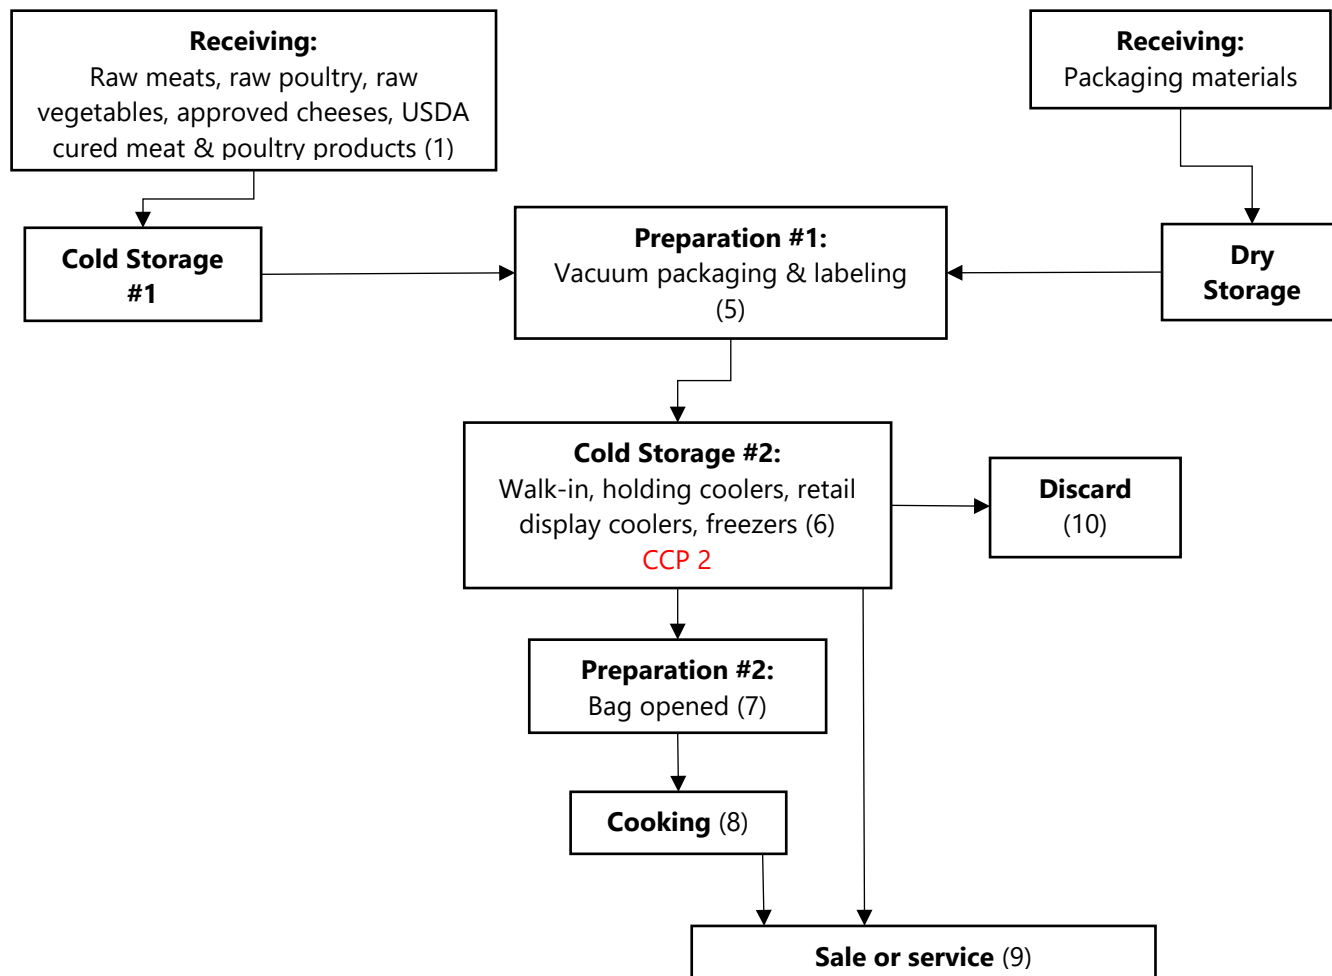 Receiving:
Raw meats, raw poultry, raw
vegetables, approved cheeses, USDA
cured meat & poultry products (1)
Receiving:
Packaging materials
Cold Storage
#1
Preparation #1:
Vacuum packaging & labeling
(5)
Dry
Storage
Cold Storage #2:
Walk-in, holding coolers, retail
display coolers, freezers (6)
CCP 2
Discard
(10)
Preparation #2:
Bag opened (7)
Cooking (8)
Sale or service (9)